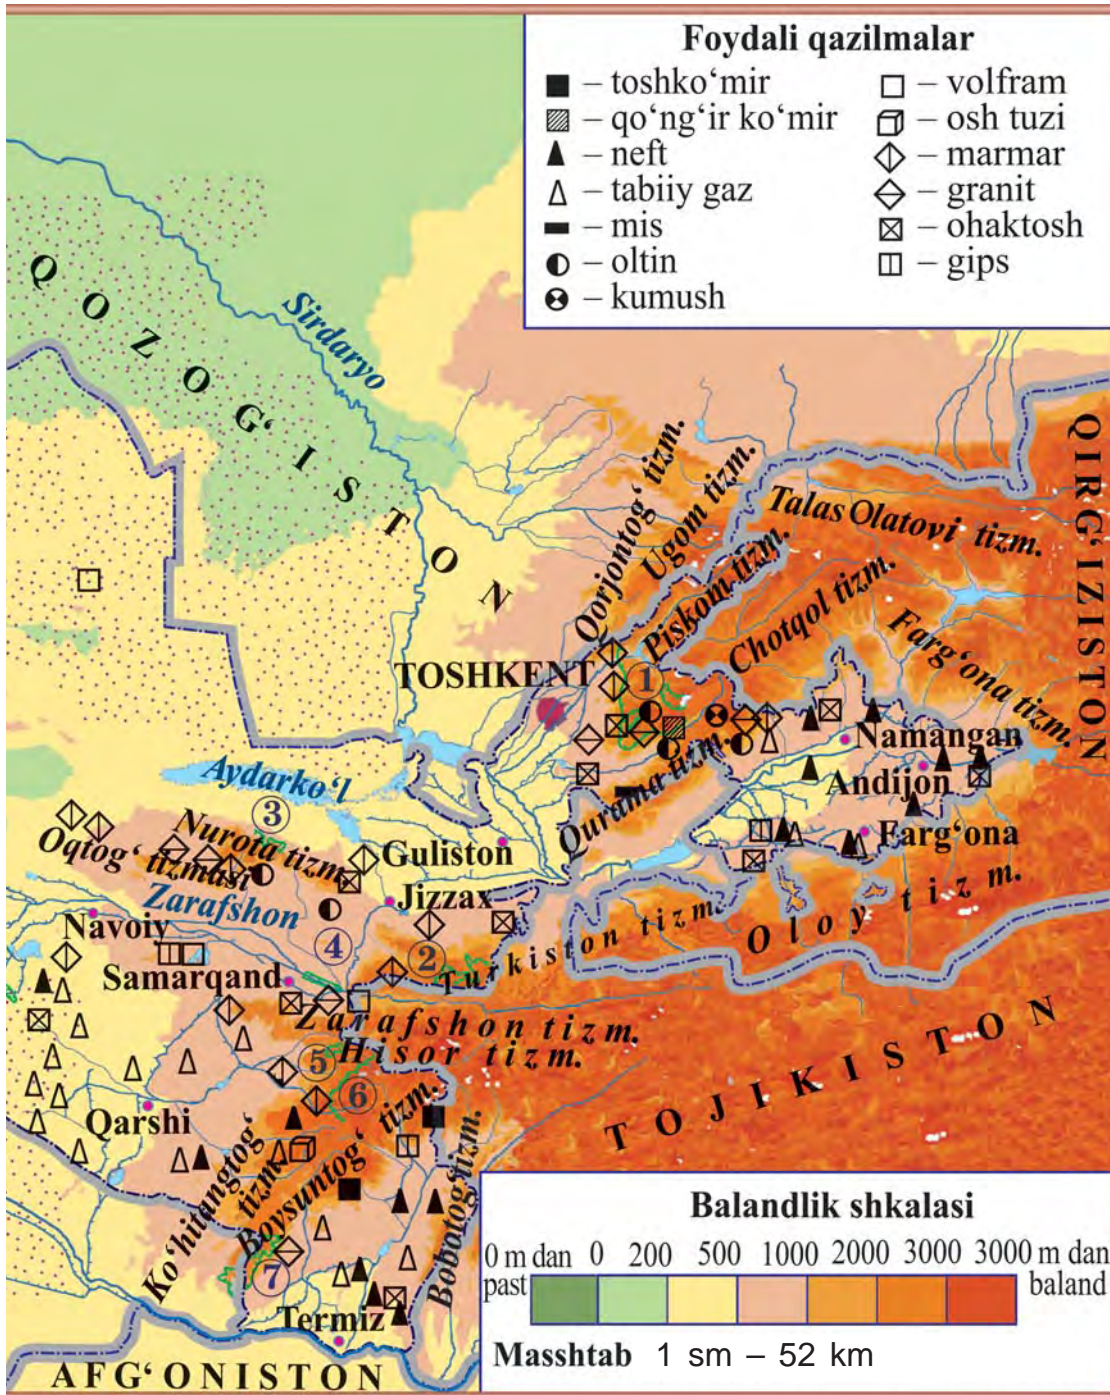 Foydali qazilmalar
– toshko‘mir
– qo‘ng‘ir ko‘mir
– neft
– tabiiy gaz
– mis
– oltin
– kumush
– volfram
– osh tuzi
– marmar
– granit
– ohaktosh
– gips
QOZOG‘ISTON
Sirdaryo
QIRG‘IZISTON
Qorjontog‘ tizm.
Ugom tizm.
Piskom tizm.
Talas Olatovi tizm.
Chotqol tizm.
Farg‘ona tizm.
TOSHKENT
1
Namangan
Andijon
Farg‘ona
Qurama tizm.
Aydarko‘l
3
Nurota tizm.
Oqtog‘ tizmasi
Guliston
Zarafshon
Jizzax
Navoiy
4
2
Samarqand
Turkiston tizm.
Oloy tizm.
Zarafshon tizm.
5
Hisor tizm.
6
TOJIKISTON
Qarshi
Ko‘hitangtog‘ tizm.
Boysuntog‘ tizm.
Bobatog‘ tizm.
7
Termiz
AFG‘ONISTON
Balandlik shkalasi
0 m dan past 0 200 500 1000 2000 3000 3000 m dan baland
Masshtab 1 sm – 52 km